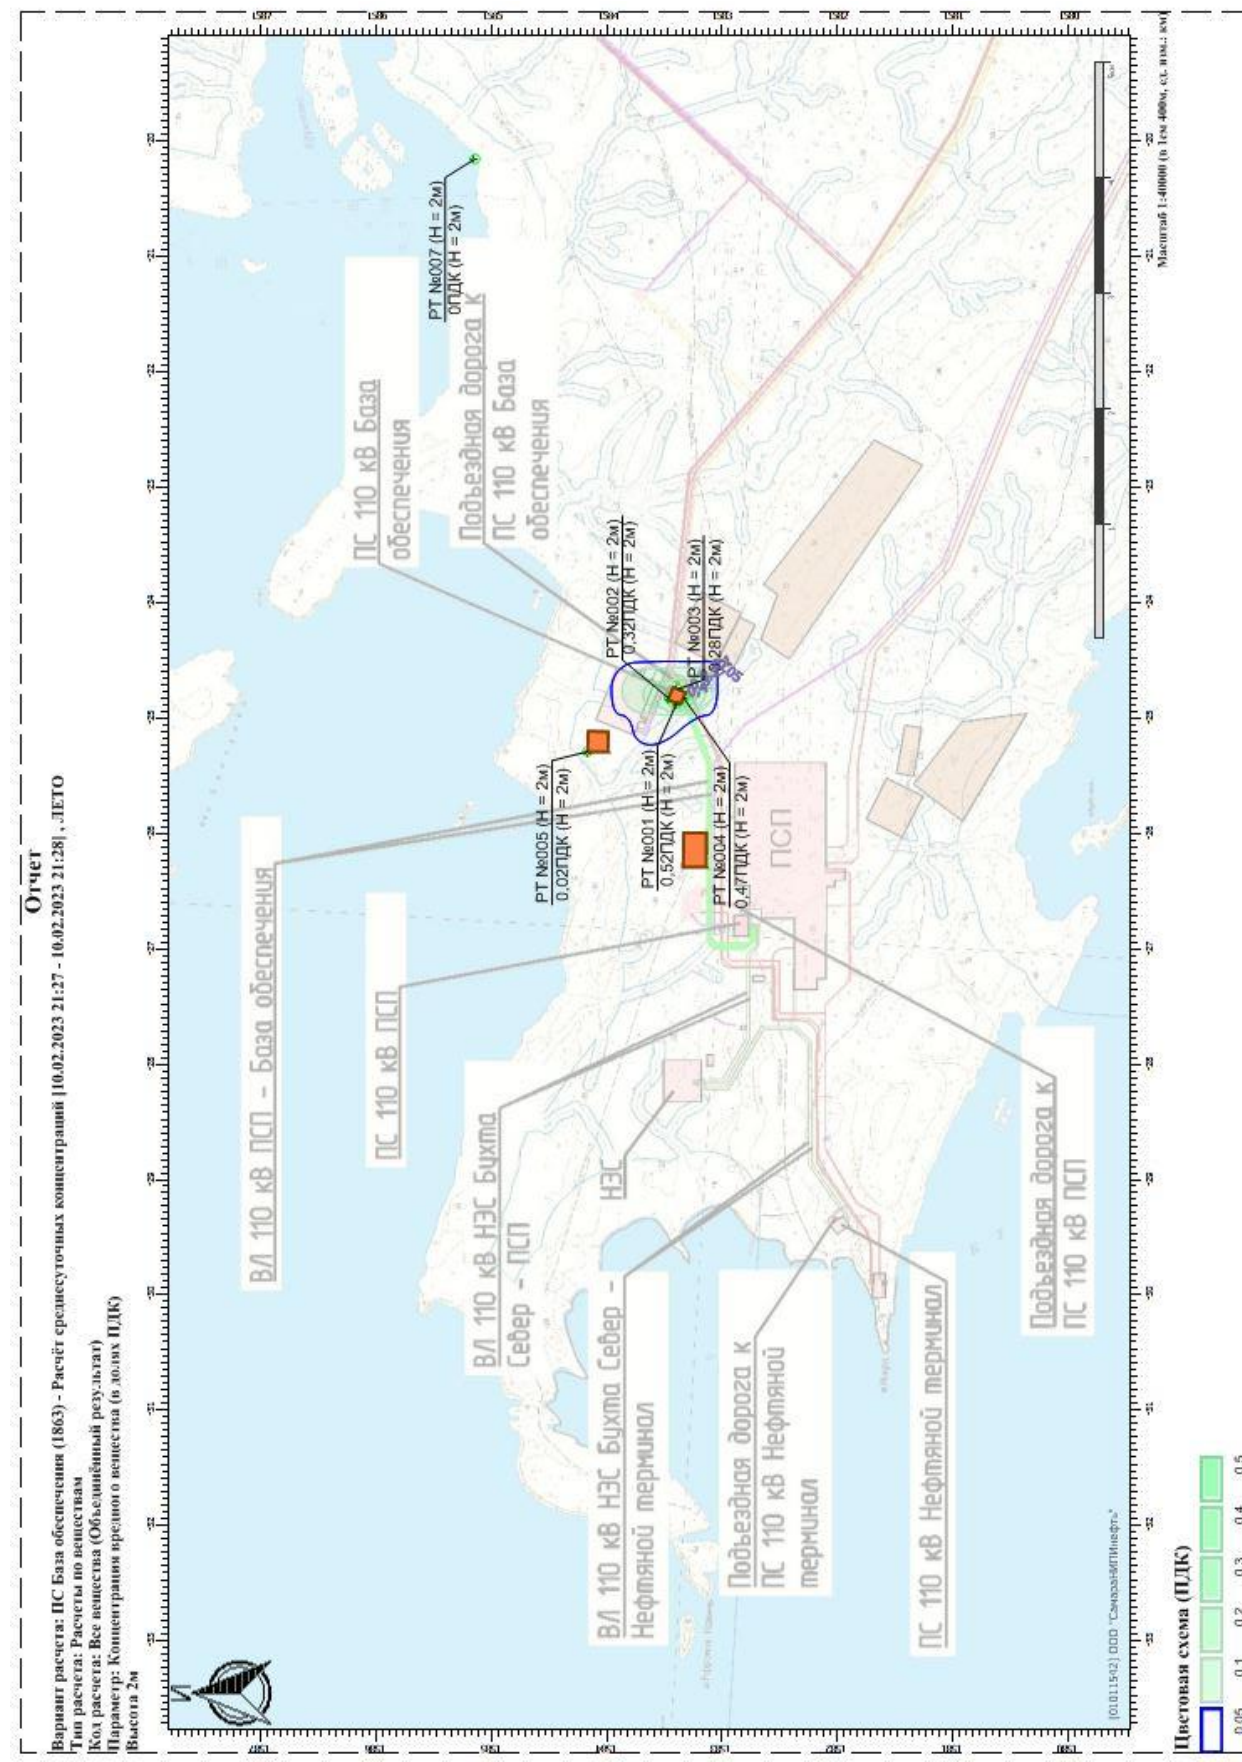 Отчет
Вариант расчета: ПС База обеспечения (1863) - Расчёт среднесуточных концентраций [10.02.2023 21:27 - 10.02.2023 21:28] , ЛЕТО
Тип расчета: Расчеты по веществам
Код расчета: Все вещества (Объединённый результат)
Параметр: Концентрация вредного вещества (в долях ПДК)
Высота 2м
ВЛ 110 кВ ПСП - База обеспечения
ПС 110 кВ ПСП
ПС 110 кВ База
обеспечения
РТ №007 (H = 2м)
0ПДК (H = 2м)
Подъездная дорога к
ПС 110 кВ База
обеспечения
ВЛ 110 кВ НЭС Бухта
Север - ПСП
РТ №005 (H = 2м)
0,02ПДК (H = 2м)
РТ №002 (H = 2м)
0,32ПДК (H = 2м)
НЭС
РТ №001 (H = 2м)
0,52ПДК (H = 2м)
РТ №003 (H = 2м)
0,28ПДК (H = 2м)
РТ №004 (H = 2м)
0,47ПДК (H = 2м)
ВЛ 110 кВ НЭС Бухта Север -
Нефтяной терминал
ПСП
Подъездная дорога к
ПС 110 кВ Нефтяной
терминал
ПС 110 кВ Нефтяной терминал
Подъездная дорога к
ПС 110 кВ ПСП
(01011542) ООО "СамараНИПИнефть"
Масштаб 1:40000 (в 1см 400м, ед. изм.: км)
Цветовая схема (ПДК)
0,05 0,1 0,2 0,3 0,4 0,5